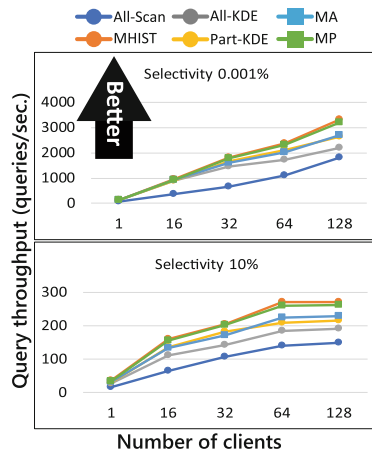 All-Scan All-KDE MA
MHIST Part-KDE MP
Selectivity 0.001%
Better
4000
3000
2000
1000
0
1 16 32 64 128
Selectivity 10%
300
200
100
0
1 16 32 64 128
Query throughput (queries/sec.)
Number of clients